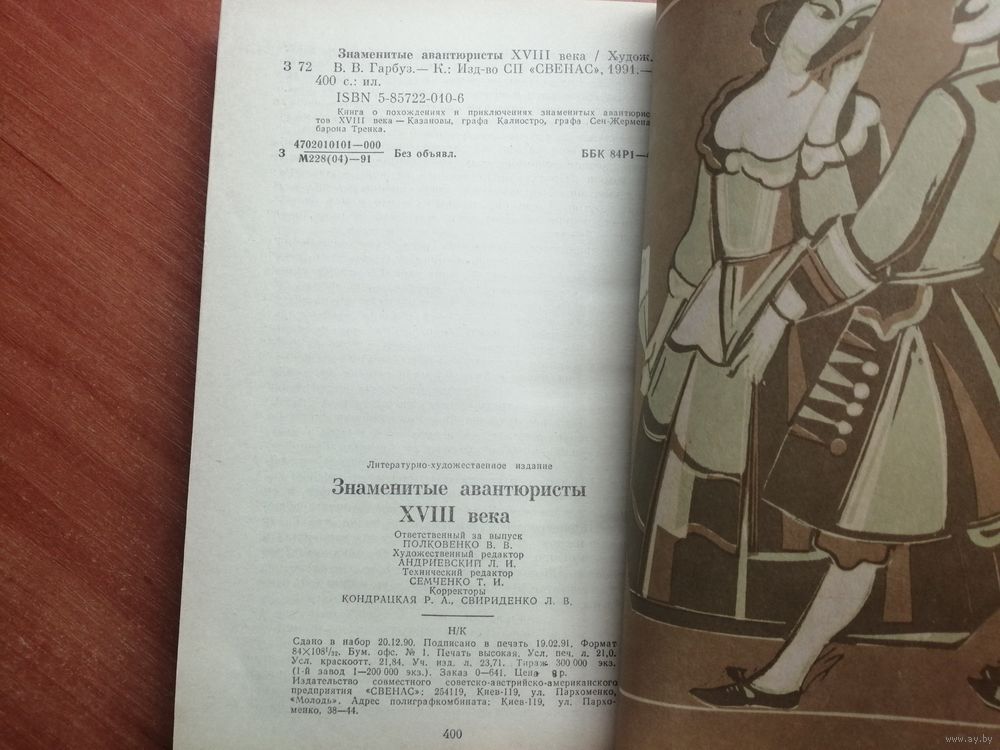 Знаменитые авантюристы XVIII века / Худож.
З 72 В. В. Гарбуз.— К.: Изд-во СП «СВЕНАС», 1991.—
400 с.: ил.
ISBN 5-85722-010-6
Книга о похождениях и приключениях знаменитых авантюрис
тов XVIII века — Казановы, графа Калиостро, графа Сен-Жермена
барона Тренка.
З 4702010101—000
М228(04)—91 Без объявл. ББК 84Р1—
Литературно-художественное издание
Знаменитые авантюристы
XVIII века
Ответственный за выпуск
ПОЛКОВЕНКО В. В.
Художественный редактор
АНДРИЕВСКИЙ Л. И.
Технический редактор
СЕМЧЕНКО Т. И.
Корректоры
КОНДРАЦКАЯ Р. А., СВИРИДЕНКО Л. В.
Н/К
Сдано в набор 20.12.90. Подписано в печать 19.02.91. Формат
84×108¹/₃₂. Бум. офс. № 1. Печать высокая. Усл. печ. л. 21,0.
Усл. краскоотт. 21,84. Уч. изд. л. 23,71. Тираж 300 000 экз.
(1-й завод 1—200 000 экз.). Заказ 0—641. Цена 8р.
Издательство совместного советско-австрийско-американского
предприятия «СВЕНАС»: 254119, Киев-119, ул. Пархоменко,
«Молодь». Адрес полиграфкомбината: Киев-119, ул. Пархо-
менко, 38—44.
400
www.ay.by